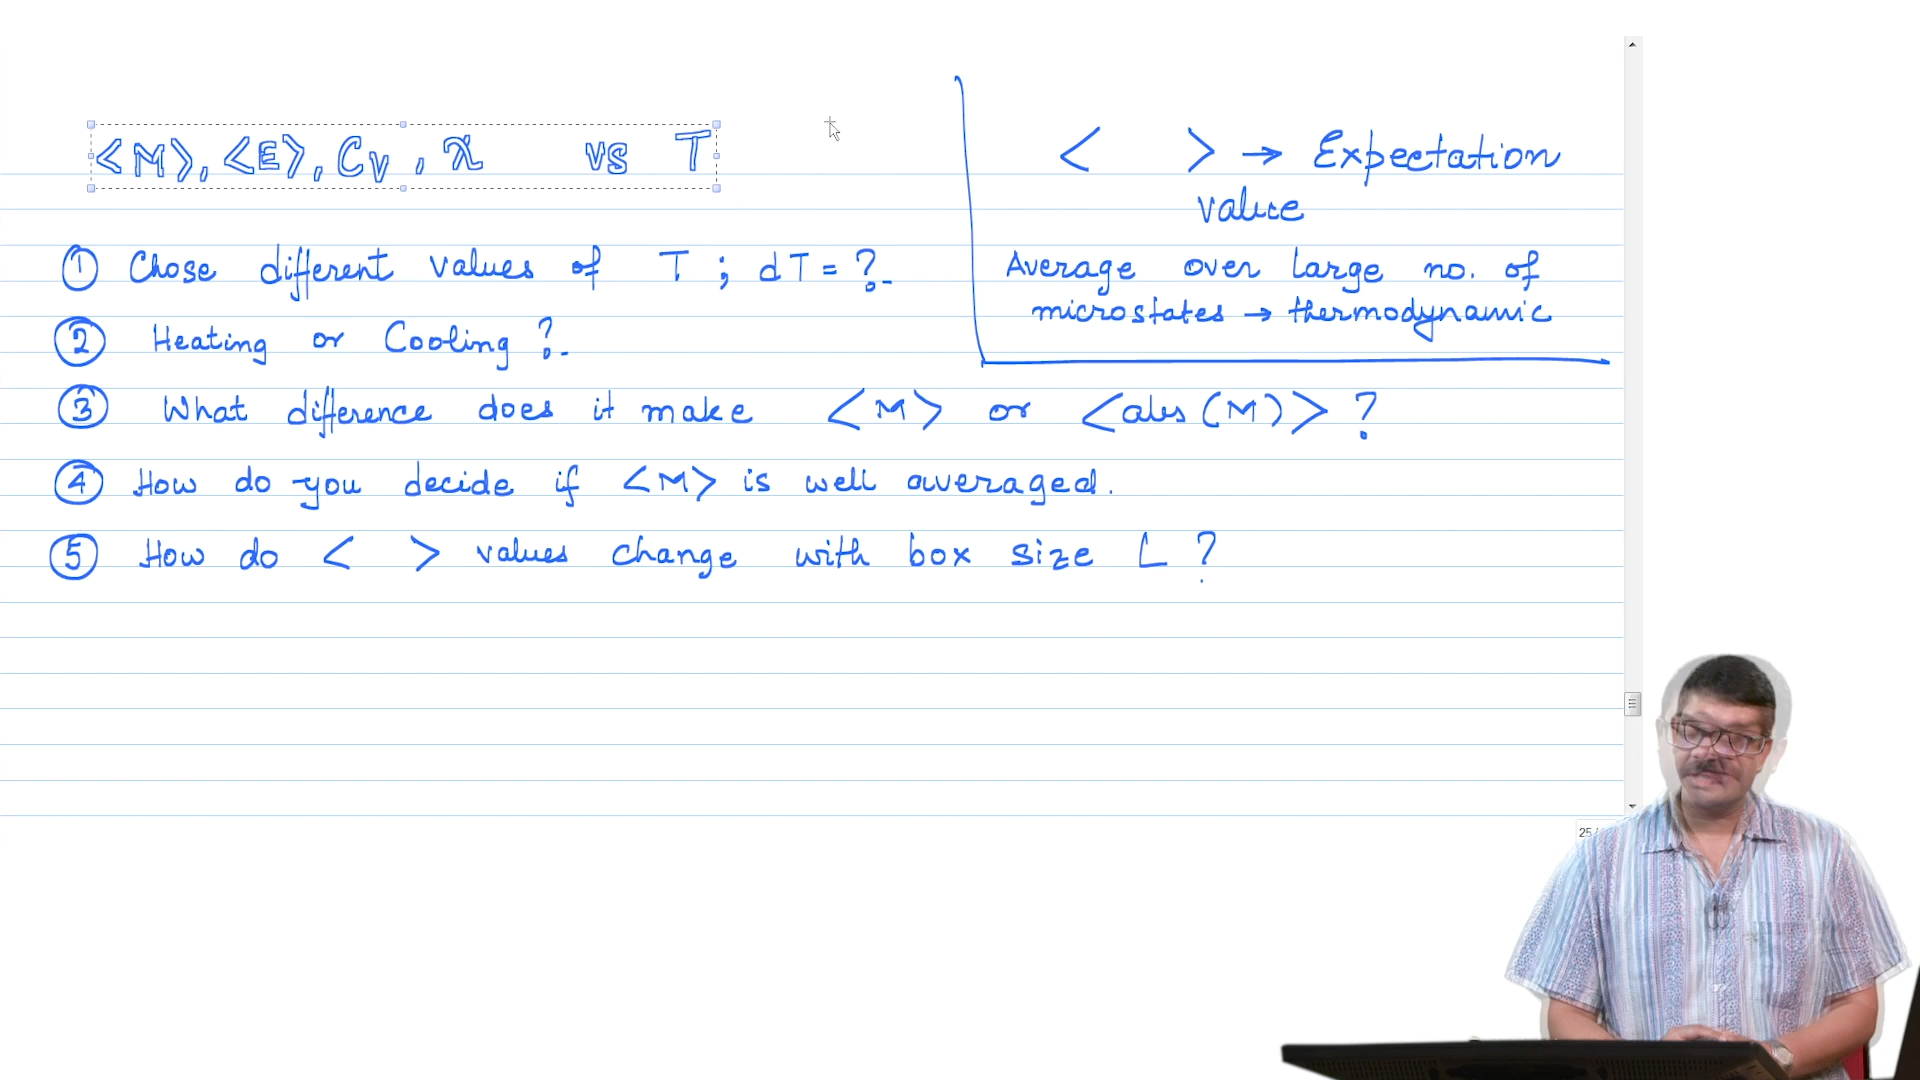 <M>, <E>, Cv, χ vs T
< > → Expectation
value
Average over large no. of
microstates → thermodynamic
① Chose different values of T ; dT = ?
② Heating or Cooling ?
③ What difference does it make <M> or <abs (M)> ?
④ How do you decide if <M> is well averaged.
⑤ How do < > values change with box size L ?
25